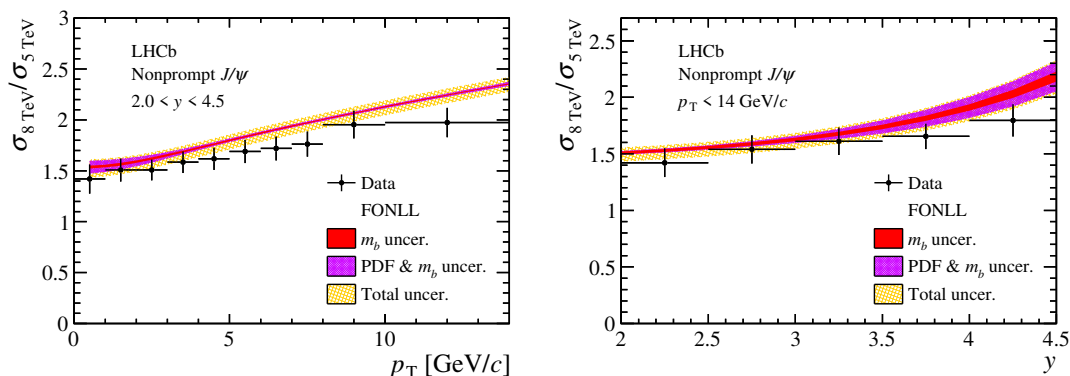 σ8 TeV/σ5 TeV
3
2.5
2
1.5
1
0.5
0
LHCb
Nonprompt J/ψ
2.0 < y < 4.5
Data
FONLL
mb uncer.
PDF & mb uncer.
Total uncer.
0 5 10
pT [GeV/c]
σ8 TeV/σ5 TeV
2.5
2
1.5
1
0.5
0
LHCb
Nonprompt J/ψ
pT < 14 GeV/c
Data
FONLL
mb uncer.
PDF & mb uncer.
Total uncer.
2 2.5 3 3.5 4 4.5
y